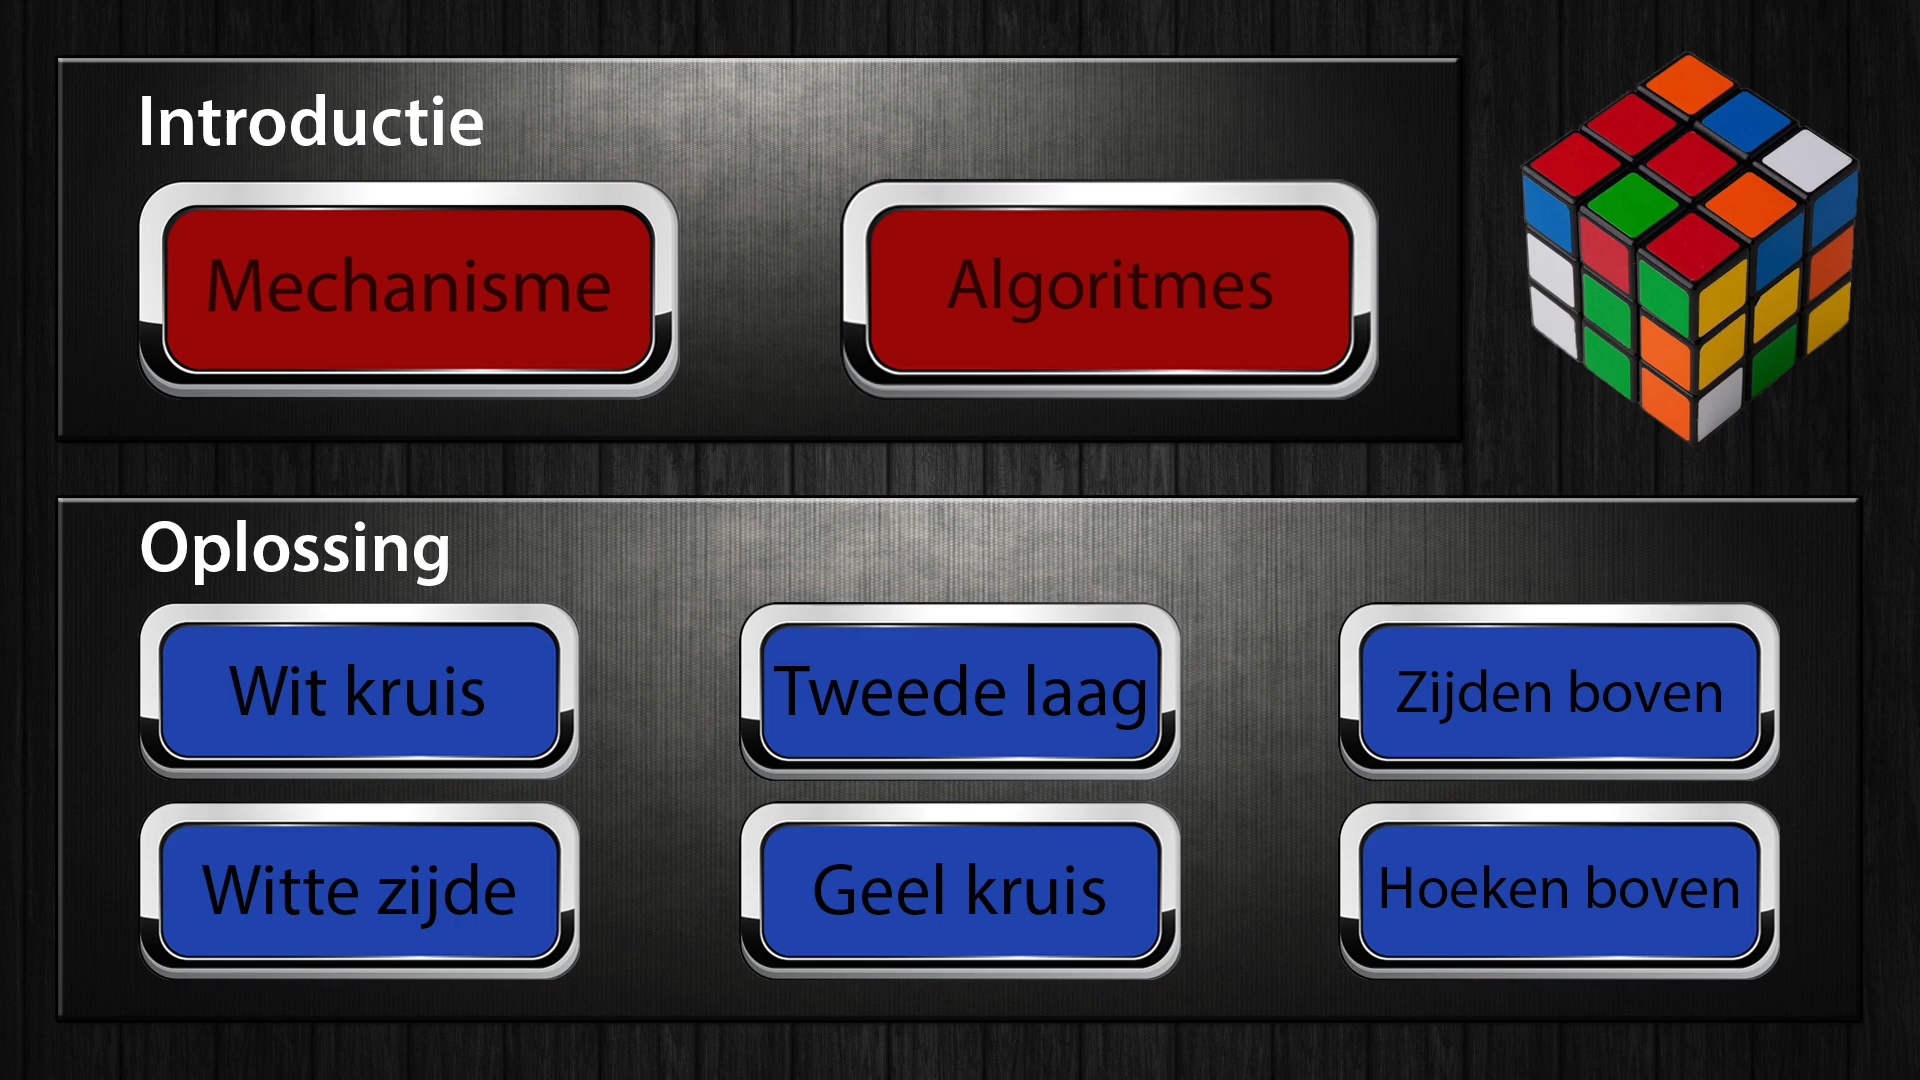 Introductie
Mechanisme
Algoritmes
Oplossing
Wit kruis
Tweede laag
Zijden boven
Witte zijde
Geel kruis
Hoeken boven